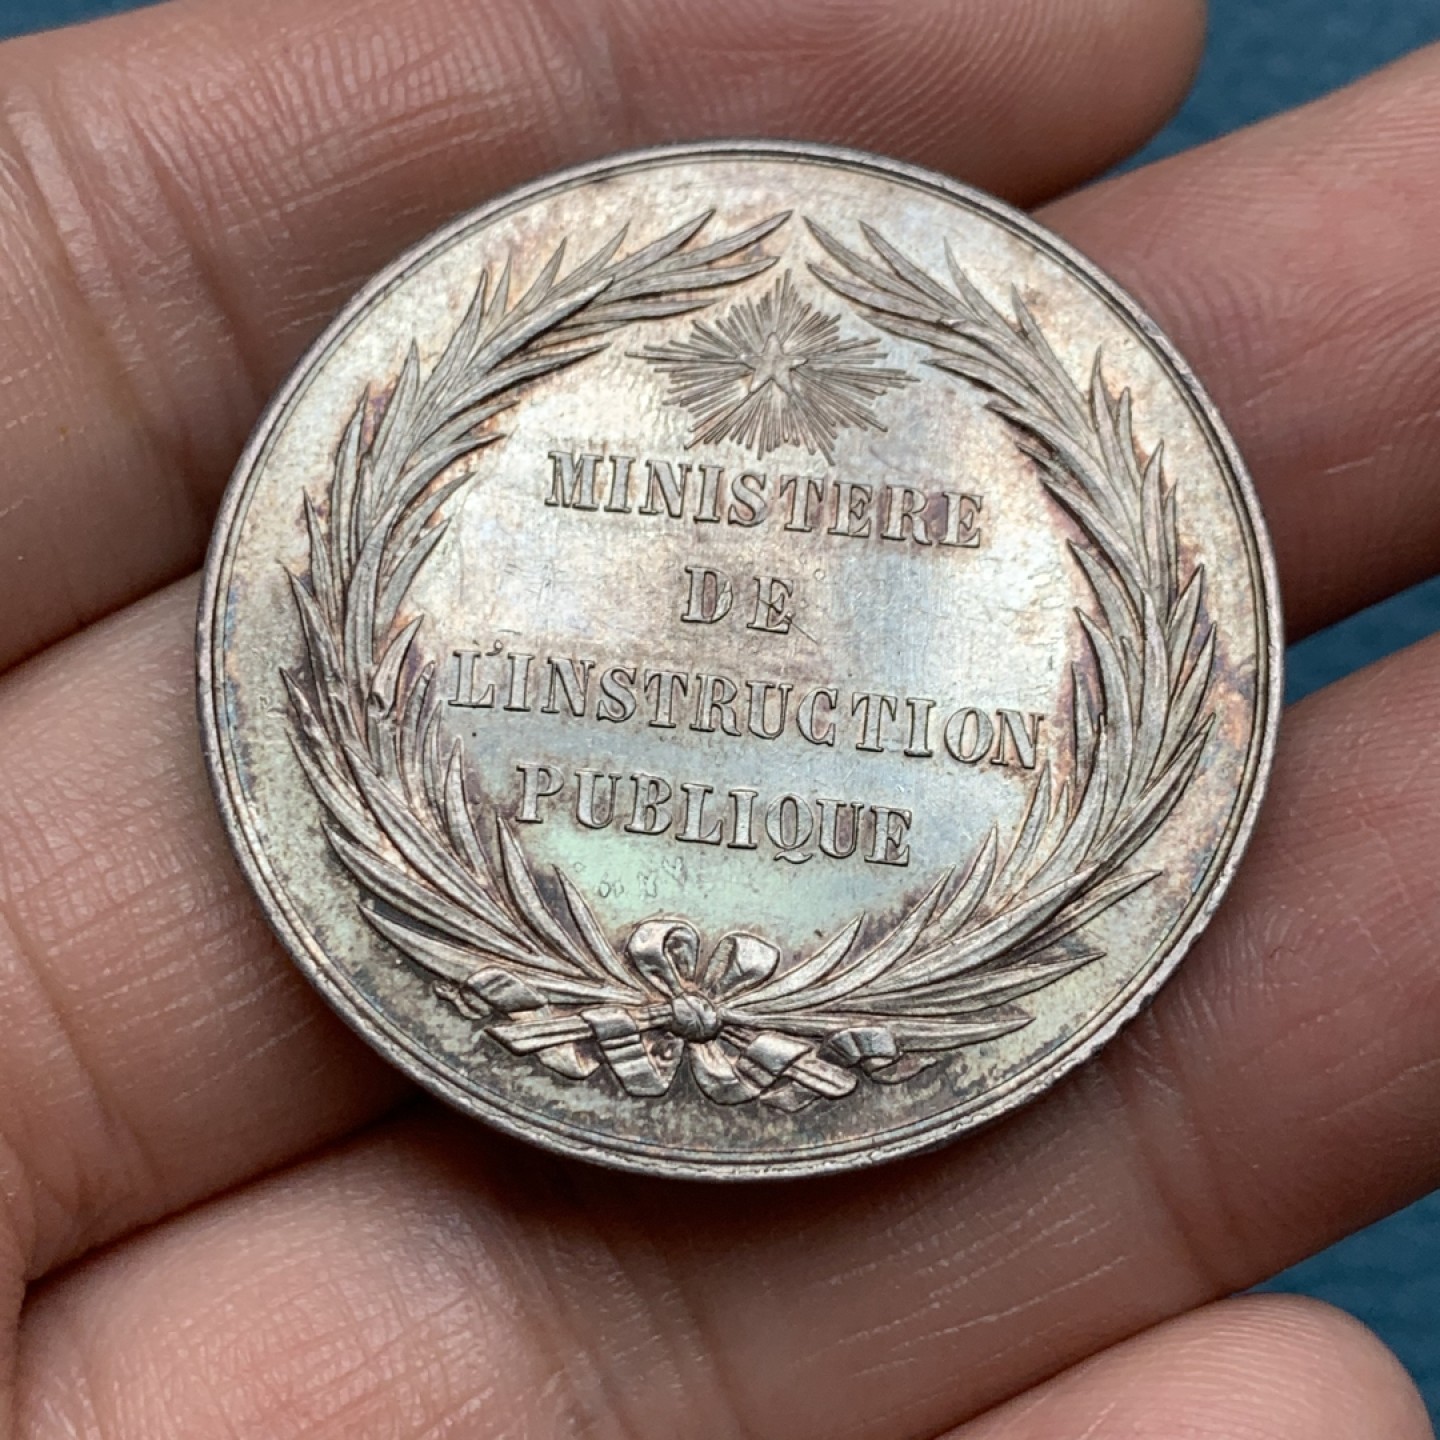 MINISTERE
DE
L'INSTRUCTION
PUBLIQUE